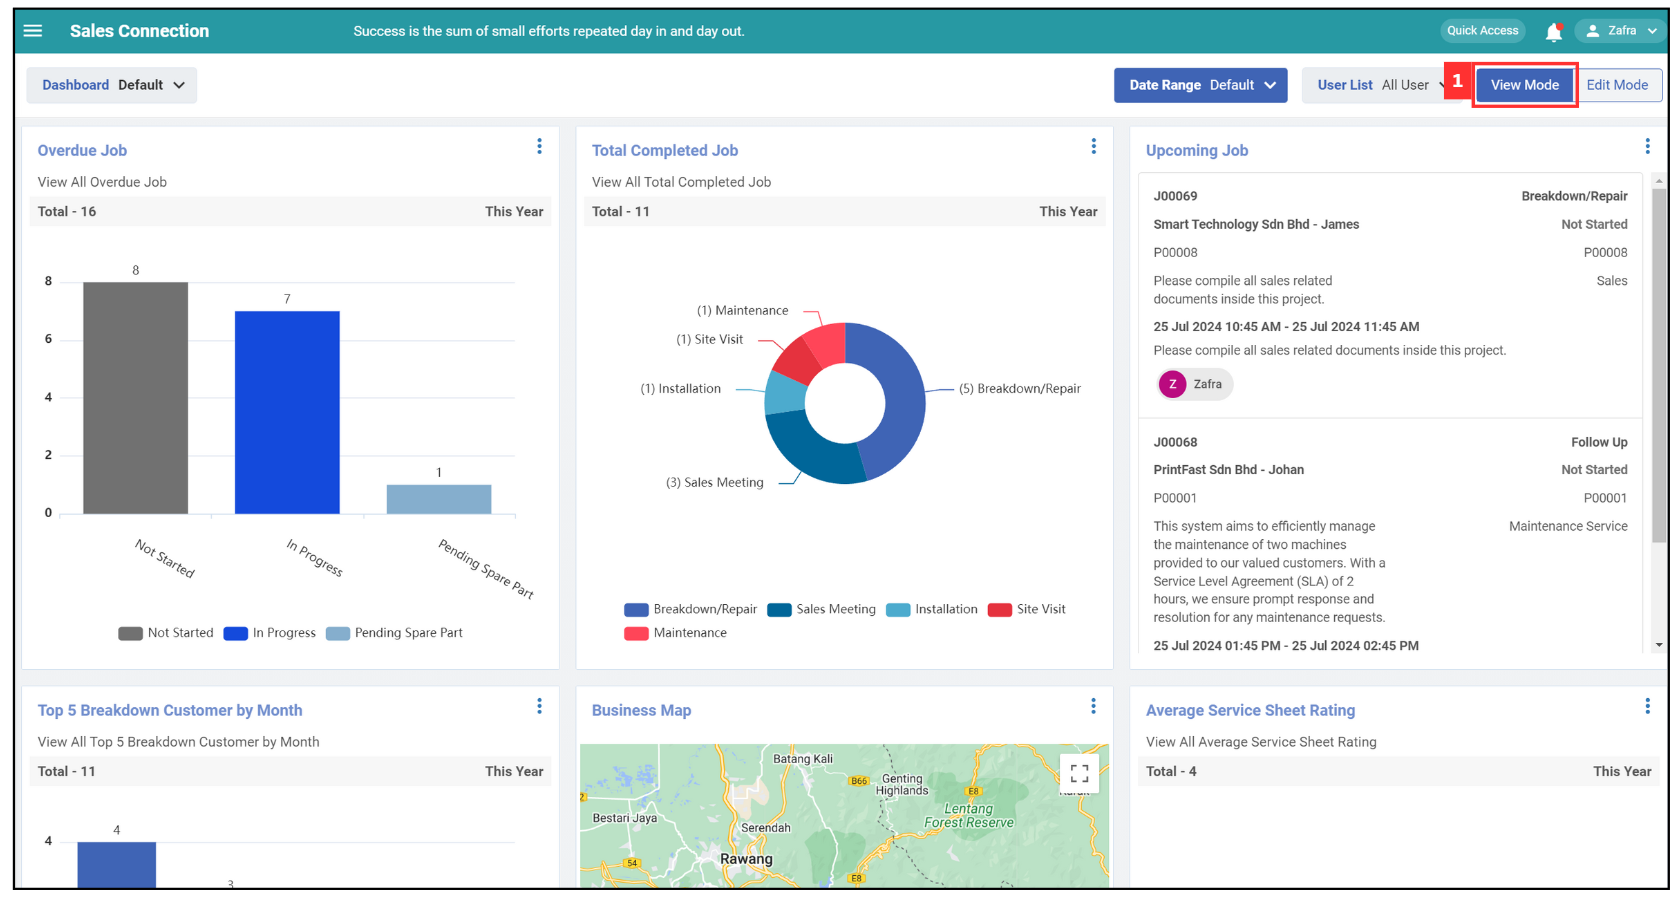 Sales Connection
Success is the sum of small efforts repeated day in and day out.
Quick Access
Zafra
Dashboard Default
Date Range Default
User List All User
1
View Mode
Edit Mode
Overdue Job
View All Overdue Job
Total - 16 This Year
8
7
1
8
6
4
2
0
Not Started
In Progress
Pending Spare Part
Not Started In Progress Pending Spare Part
Total Completed Job
View All Total Completed Job
Total - 11 This Year
(1) Maintenance
(1) Site Visit
(1) Installation
(5) Breakdown/Repair
(3) Sales Meeting
Breakdown/Repair Sales Meeting Installation Site Visit
Maintenance
Upcoming Job
J00069 Breakdown/Repair
Smart Technology Sdn Bhd - James Not Started
P00008 P00008
Please compile all sales related Sales
documents inside this project.
25 Jul 2024 10:45 AM - 25 Jul 2024 11:45 AM
Please compile all sales related documents inside this project.
Z Zafra
J00068 Follow Up
PrintFast Sdn Bhd - Johan Not Started
P00001 P00001
This system aims to efficiently manage Maintenance Service
the maintenance of two machines
provided to our valued customers. With a
Service Level Agreement (SLA) of 2
hours, we ensure prompt response and
resolution for any maintenance requests.
25 Jul 2024 01:45 PM - 25 Jul 2024 02:45 PM
Top 5 Breakdown Customer by Month
View All Top 5 Breakdown Customer by Month
Total - 11 This Year
4
4
3
Business Map
Batang Kali
B66
Genting
Highlands
E8
2
Bestari Jaya
Lentang
Forest Reserve
Serendah
54
Rawang
E8
Average Service Sheet Rating
View All Average Service Sheet Rating
Total - 4 This Year